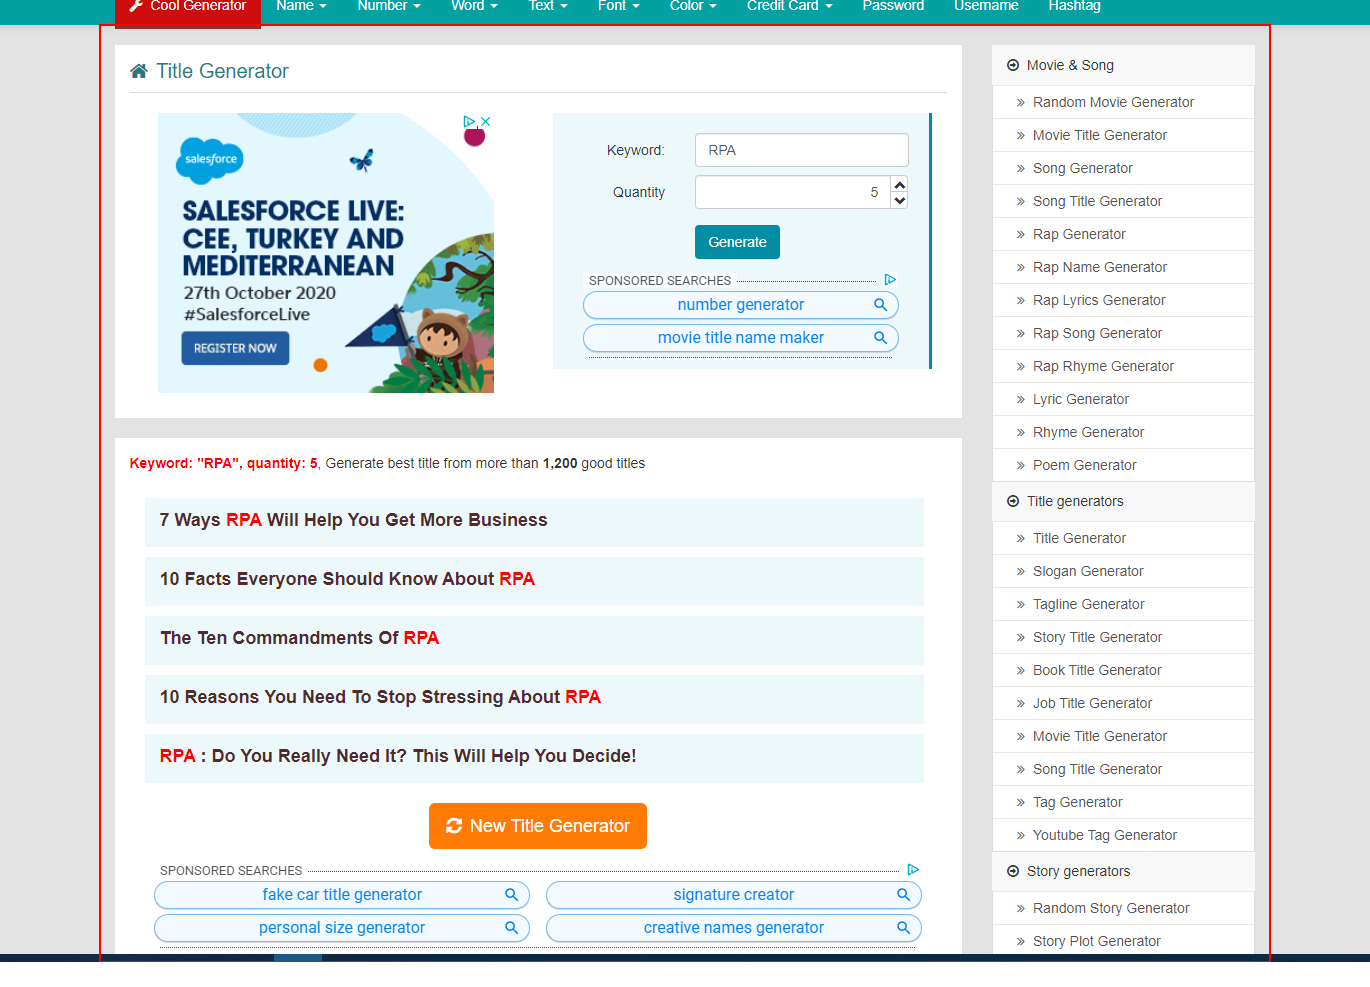 Cool Generator Name Number Word Text Font Color Credit Card Password Username Hashtag
Title Generator
salesforce
SALESFORCE LIVE:
CEE, TURKEY AND
MEDITERRANEAN
27th October 2020
#SalesforceLive
REGISTER NOW
Keyword: RPA
Quantity 5
Generate
SPONSORED SEARCHES
number generator
movie title name maker
Keyword: "RPA", quantity: 5, Generate best title from more than 1,200 good titles
7 Ways RPA Will Help You Get More Business
10 Facts Everyone Should Know About RPA
The Ten Commandments Of RPA
10 Reasons You Need To Stop Stressing About RPA
RPA : Do You Really Need It? This Will Help You Decide!
New Title Generator
SPONSORED SEARCHES
fake car title generator
signature creator
personal size generator
creative names generator
Movie & Song
Random Movie Generator
Movie Title Generator
Song Generator
Song Title Generator
Rap Generator
Rap Name Generator
Rap Lyrics Generator
Rap Song Generator
Rap Rhyme Generator
Lyric Generator
Rhyme Generator
Poem Generator
Title generators
Title Generator
Slogan Generator
Tagline Generator
Story Title Generator
Book Title Generator
Job Title Generator
Movie Title Generator
Song Title Generator
Tag Generator
Youtube Tag Generator
Story generators
Random Story Generator
Story Plot Generator